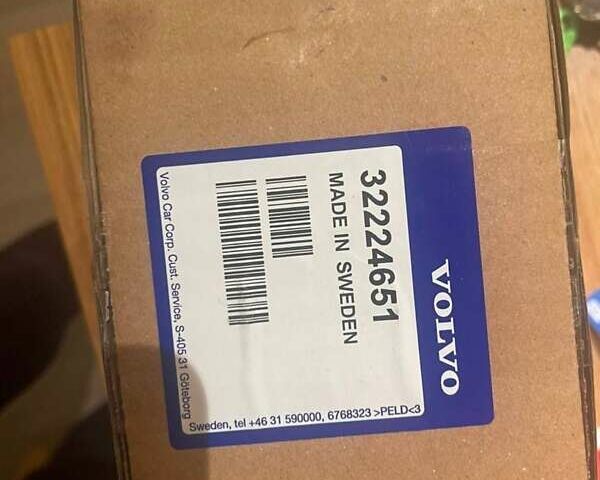 VOLVO
32224651
MADE IN SWEDEN
Volvo Car Corp. Cust. Service, S-405 31 Göteborg
Sweden, tel +46 31 590000, 6768323 >PELD<3